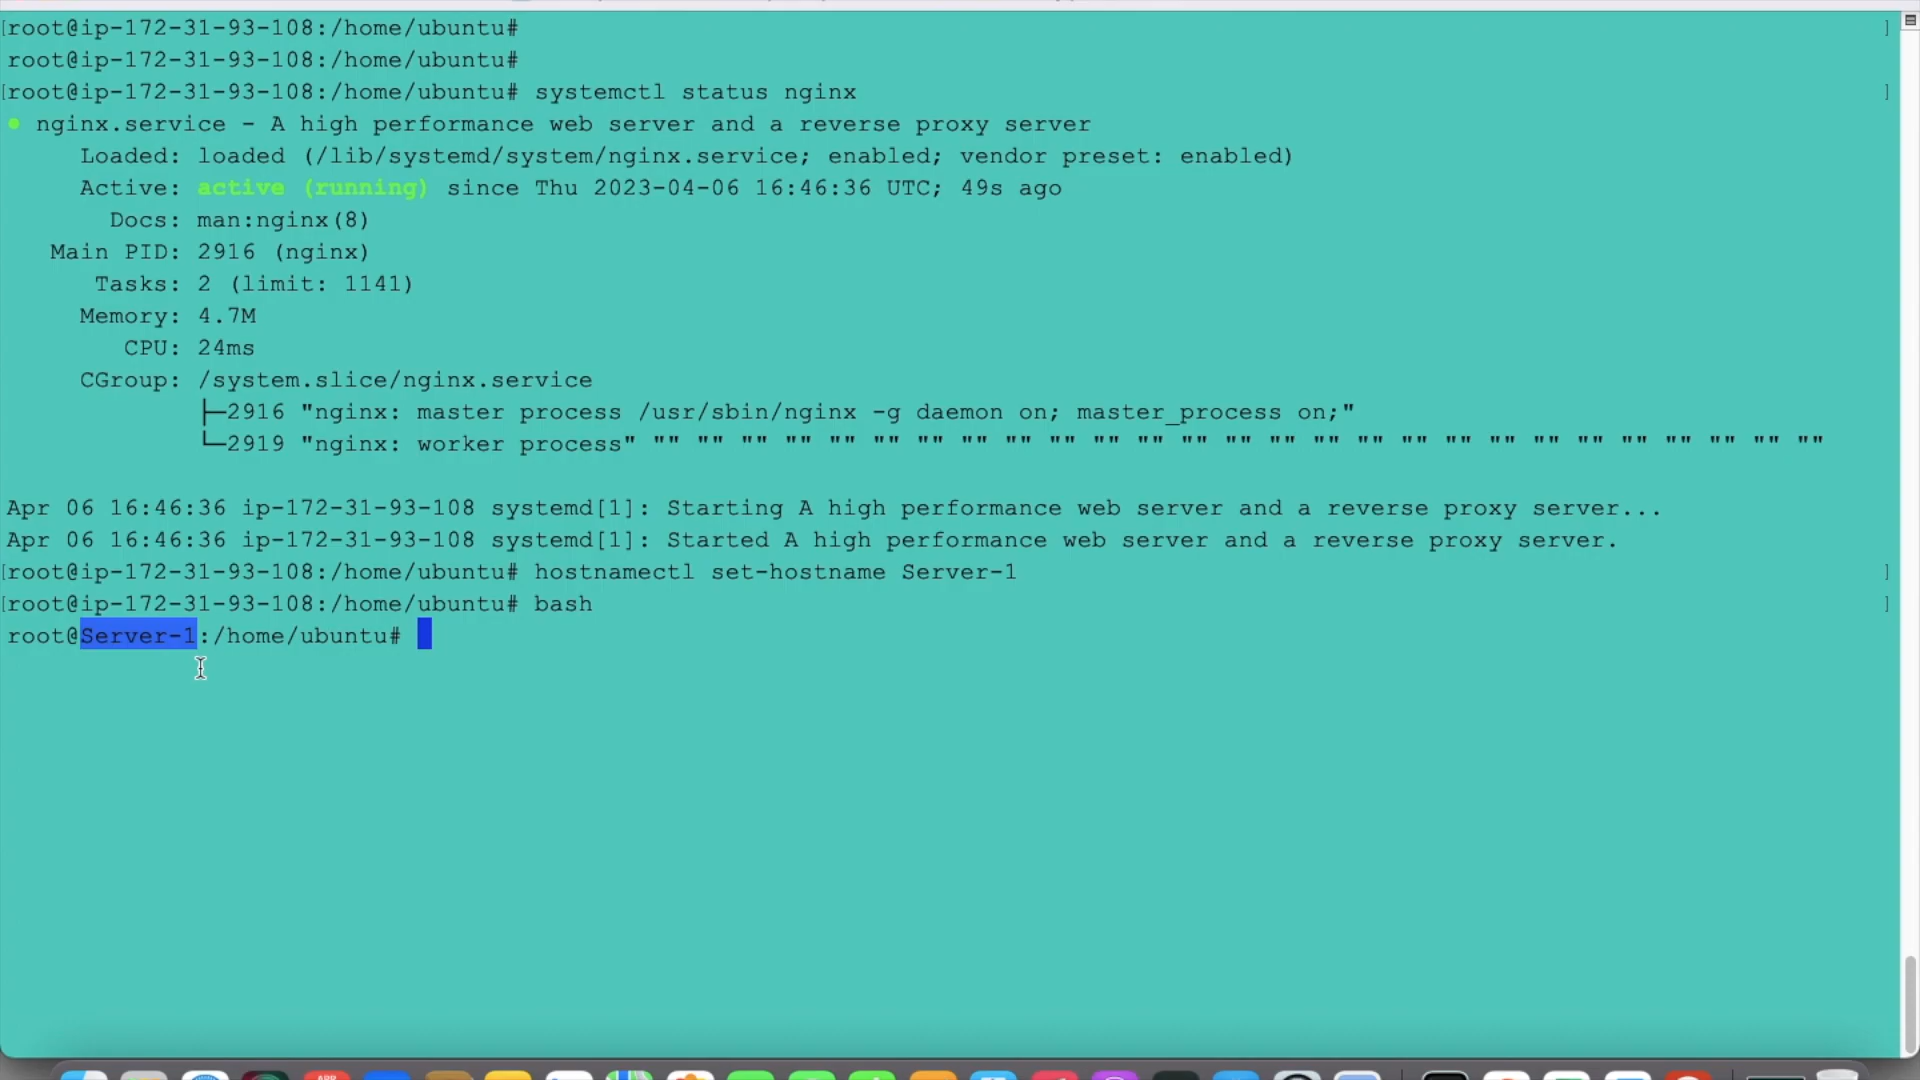 [root@ip-172-31-93-108:/home/ubuntu# ]
root@ip-172-31-93-108:/home/ubuntu#
[root@ip-172-31-93-108:/home/ubuntu# systemctl status nginx ]
● nginx.service - A high performance web server and a reverse proxy server
Loaded: loaded (/lib/systemd/system/nginx.service; enabled; vendor preset: enabled)
Active: active (running) since Thu 2023-04-06 16:46:36 UTC; 49s ago
Docs: man:nginx(8)
Main PID: 2916 (nginx)
Tasks: 2 (limit: 1141)
Memory: 4.7M
CPU: 24ms
CGroup: /system.slice/nginx.service
├─2916 "nginx: master process /usr/sbin/nginx -g daemon on; master_process on;"
└─2919 "nginx: worker process" "" "" "" "" "" "" "" "" "" "" "" "" "" "" "" "" "" "" "" "" "" "" "" "" "" "" ""
Apr 06 16:46:36 ip-172-31-93-108 systemd[1]: Starting A high performance web server and a reverse proxy server...
Apr 06 16:46:36 ip-172-31-93-108 systemd[1]: Started A high performance web server and a reverse proxy server.
[root@ip-172-31-93-108:/home/ubuntu# hostnamectl set-hostname Server-1 ]
[root@ip-172-31-93-108:/home/ubuntu# bash ]
root@Server-1:/home/ubuntu#
APR